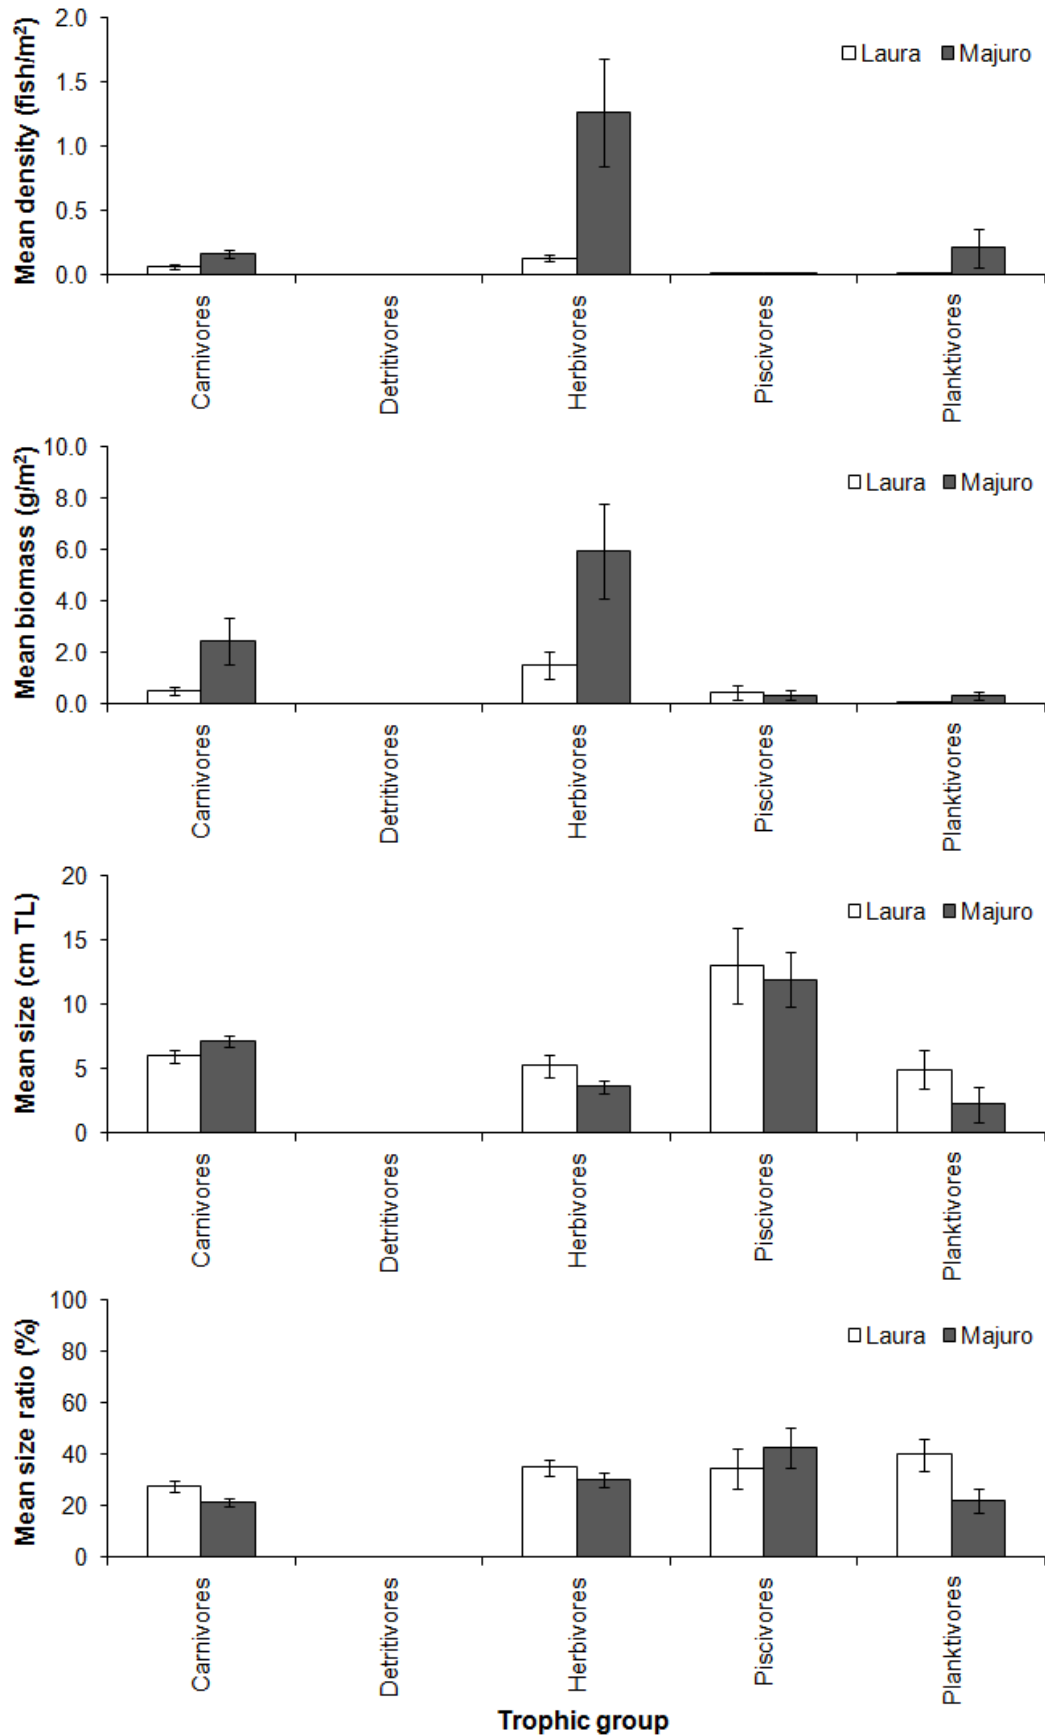 Mean density (fish/m²)
2.0
1.5
1.0
0.5
0.0
Laura Majuro
Carnivores
Detritivores
Herbivores
Piscivores
Planktivores
Mean biomass (g/m²)
10.0
8.0
6.0
4.0
2.0
0.0
Laura Majuro
Carnivores
Detritivores
Herbivores
Piscivores
Planktivores
Mean size (cm TL)
20
15
10
5
0
Laura Majuro
Carnivores
Detritivores
Herbivores
Piscivores
Planktivores
Mean size ratio (%)
100
80
60
40
20
0
Laura Majuro
Carnivores
Detritivores
Herbivores
Piscivores
Planktivores
Trophic group